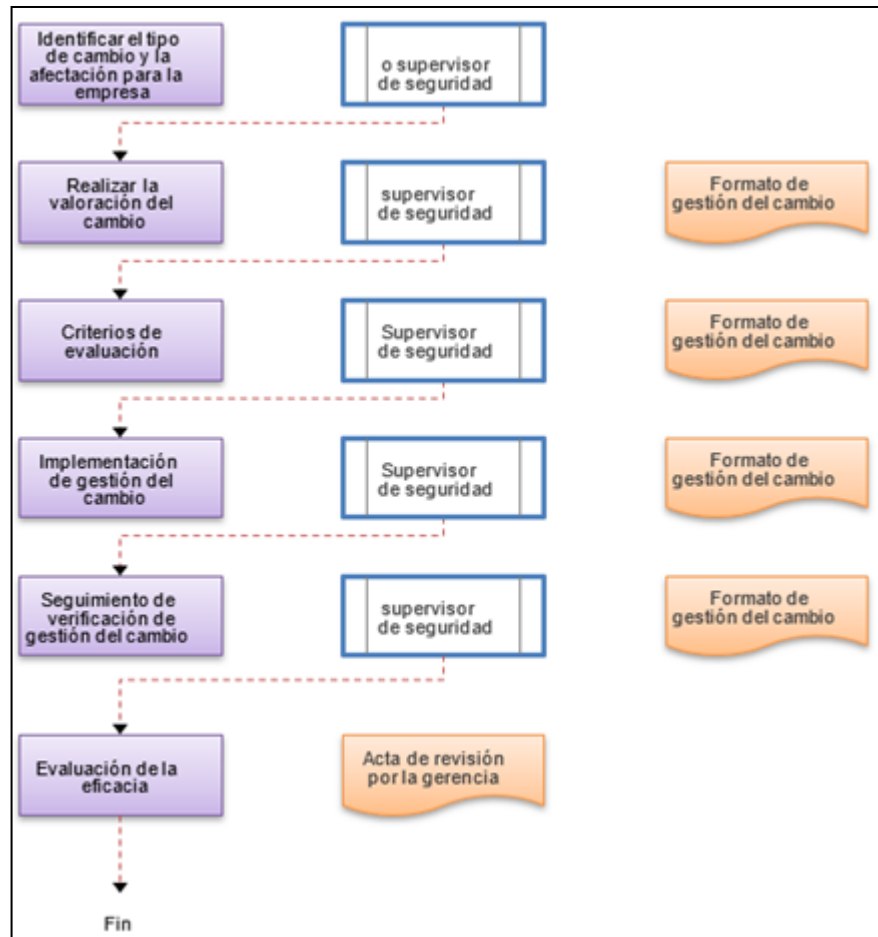 Identificar el tipo
de cambio y la
afectación para la
empresa
o supervisor
de seguridad
Realizar la
valoración del
cambio
supervisor
de seguridad
Formato de
gestión del cambio
Criterios de
evaluación
Supervisor
de seguridad
Formato de
gestión del cambio
Implementación
de gestión del
cambio
Supervisor
de seguridad
Formato de
gestión del cambio
Seguimiento de
verificación de
gestión del cambio
supervisor
de seguridad
Formato de
gestión del cambio
Evaluación de la
eficacia
Acta de revisión
por la gerencia
Fin